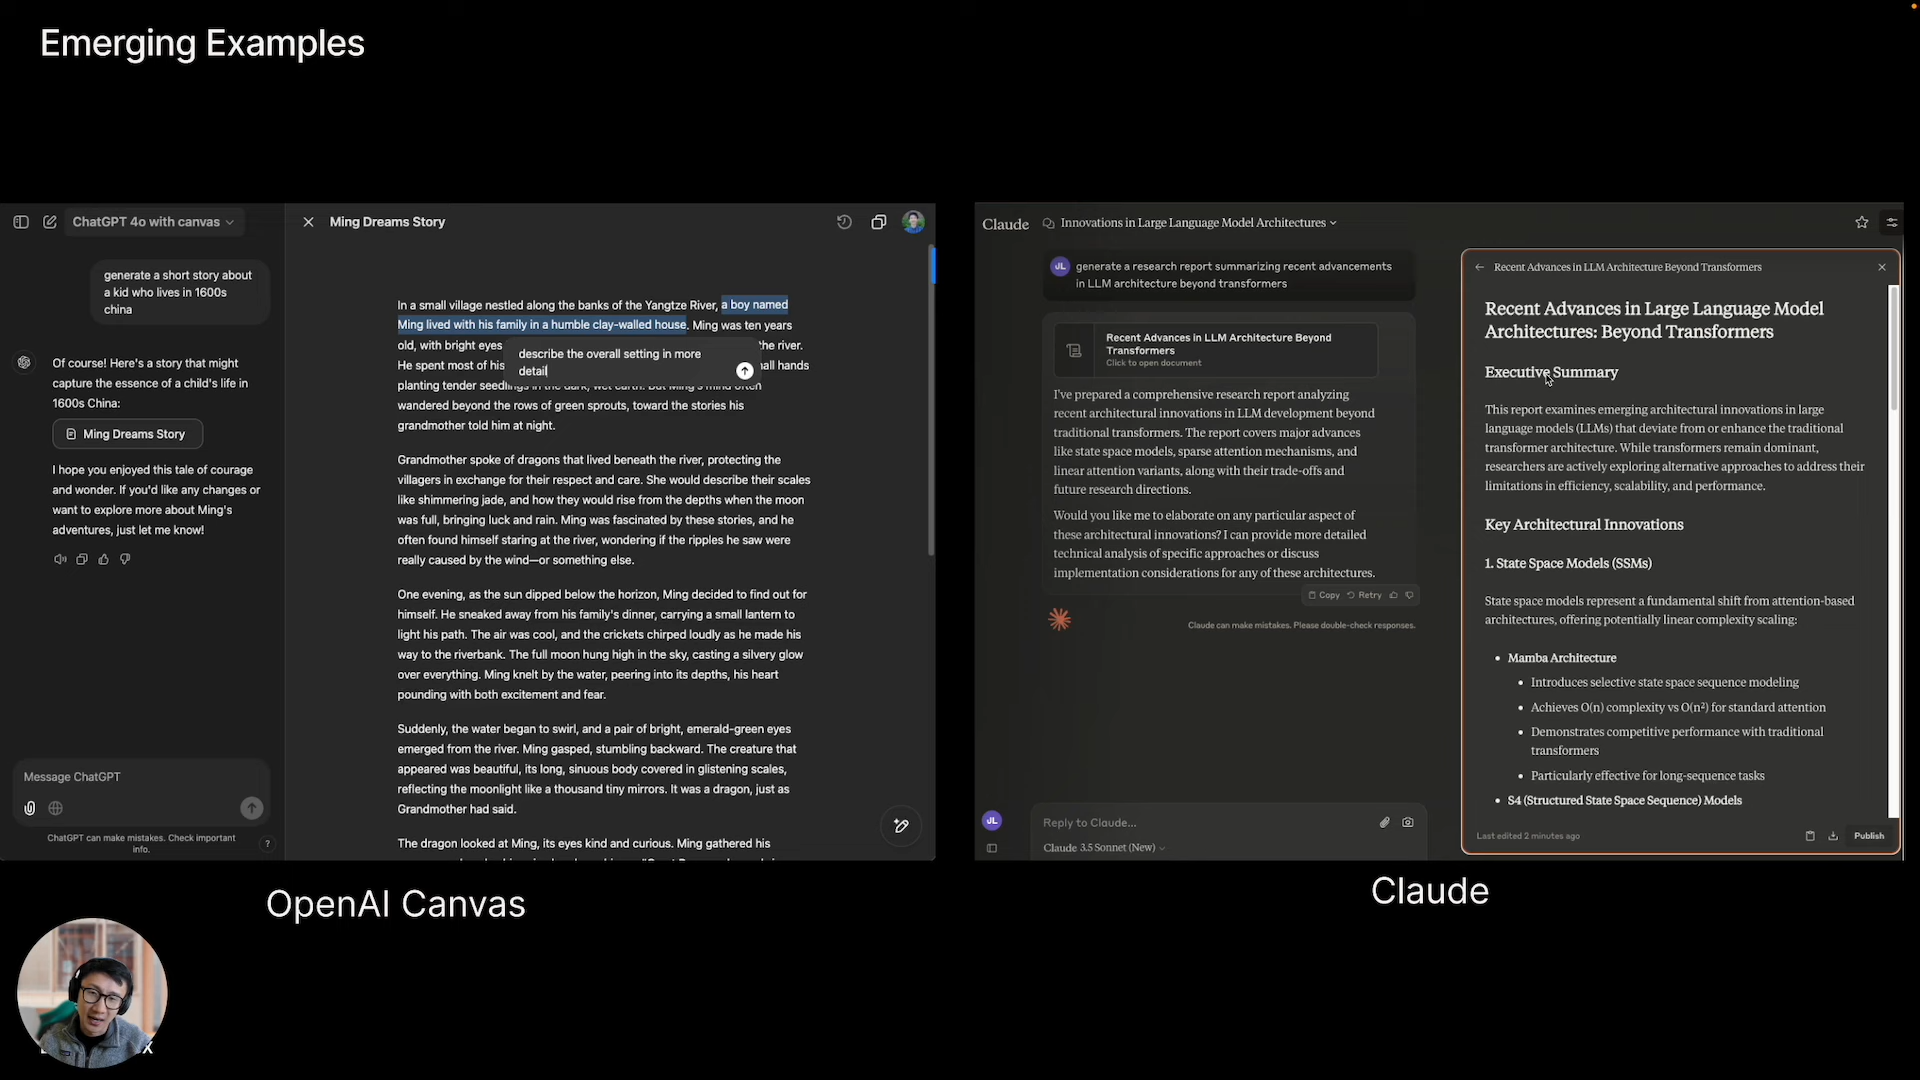 Emerging Examples
ChatGPT 4o with canvas
generate a short story about
a kid who lives in 1600s
china
Of course! Here's a story that might
capture the essence of a child's life in
1600s China:
Ming Dreams Story
I hope you enjoyed this tale of courage
and wonder. If you'd like any changes or
want to explore more about Ming's
adventures, just let me know!
Message ChatGPT
ChatGPT can make mistakes. Check important
info.
?
Ming Dreams Story
In a small village nestled along the banks of the Yangtze River, a boy named
Ming lived with his family in a humble clay-walled house. Ming was ten years
old, with bright eyes the river.
He spent most of his hands
describe the overall setting in more
detail
planting tender seedlings in the dark, wet earth. But Ming's mind often
wandered beyond the rows of green sprouts, toward the stories his
grandmother told him at night.
Grandmother spoke of dragons that lived beneath the river, protecting the
villagers in exchange for their respect and care. She would describe their scales
like shimmering jade, and how they would rise from the depths when the moon
was full, bringing luck and rain. Ming was fascinated by these stories, and he
often found himself staring at the river, wondering if the ripples he saw were
really caused by the wind—or something else.
One evening, as the sun dipped below the horizon, Ming decided to find out for
himself. He sneaked away from his family's dinner, carrying a small lantern to
light his path. The air was cool, and the crickets chirped loudly as he made his
way to the riverbank. The full moon hung high in the sky, casting a silvery glow
over everything. Ming knelt by the water, peering into its depths, his heart
pounding with both excitement and fear.
Suddenly, the water began to swirl, and a pair of bright, emerald-green eyes
emerged from the river. Ming gasped, stumbling backward. The creature that
appeared was beautiful, its long, sinuous body covered in glistening scales,
reflecting the moonlight like a thousand tiny mirrors. It was a dragon, just as
Grandmother had said.
The dragon looked at Ming, its eyes kind and curious. Ming gathered his
OpenAI Canvas
Claude
Innovations in Large Language Model Architectures
JL
generate a research report summarizing recent advancements
in LLM architecture beyond transformers
Recent Advances in LLM Architecture Beyond
Transformers
Click to open document
I've prepared a comprehensive research report analyzing
recent architectural innovations in LLM development beyond
traditional transformers. The report covers major advances
like state space models, sparse attention mechanisms, and
linear attention variants, along with their trade-offs and
future research directions.
Would you like me to elaborate on any particular aspect of
these architectural innovations? I can provide more detailed
technical analysis of specific approaches or discuss
implementation considerations for any of these architectures.
Copy Retry
Claude can make mistakes. Please double-check responses.
JL
Reply to Claude...
Claude 3.5 Sonnet (New)
Recent Advances in LLM Architecture Beyond Transformers
Recent Advances in Large Language Model
Architectures: Beyond Transformers
Executive Summary
This report examines emerging architectural innovations in large
language models (LLMs) that deviate from or enhance the traditional
transformer architecture. While transformers remain dominant,
researchers are actively exploring alternative approaches to address their
limitations in efficiency, scalability, and performance.
Key Architectural Innovations
1. State Space Models (SSMs)
State space models represent a fundamental shift from attention-based
architectures, offering potentially linear complexity scaling:
• Mamba Architecture
• Introduces selective state space sequence modeling
• Achieves O(n) complexity vs O(n²) for standard attention
• Demonstrates competitive performance with traditional
transformers
• Particularly effective for long-sequence tasks
• S4 (Structured State Space Sequence) Models
Last edited 2 minutes ago
Publish
Claude